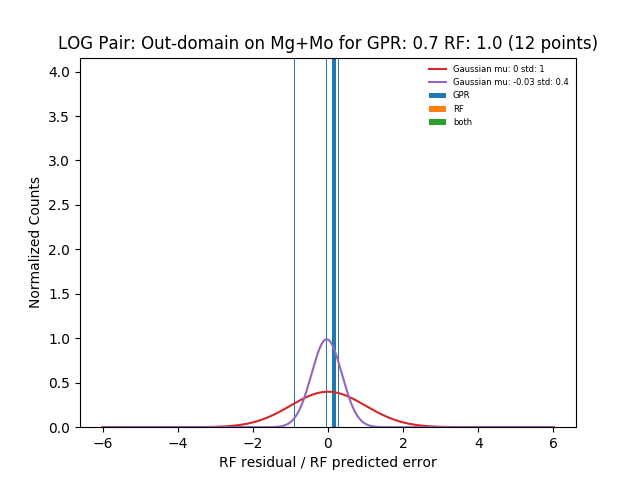 LOG Pair: Out-domain on Mg+Mo for GPR: 0.7 RF: 1.0 (12 points)
Gaussian mu: 0 std: 1
Gaussian mu: -0.03 std: 0.4
GPR
RF
both
Normalized Counts
4.0
3.5
3.0
2.5
2.0
1.5
1.0
0.5
0.0
−6
−4
−2
0
2
4
6
RF residual / RF predicted error